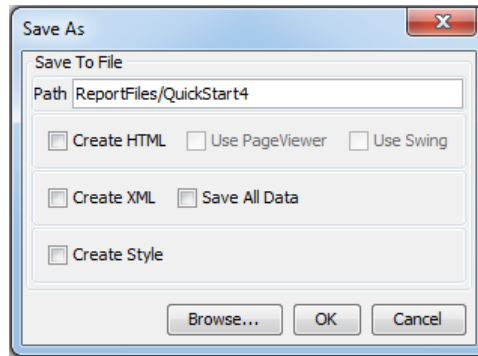 Save As
Save To File
Path ReportFiles/QuickStart4
Create HTML Use PageViewer Use Swing
Create XML Save All Data
Create Style
Browse... OK Cancel